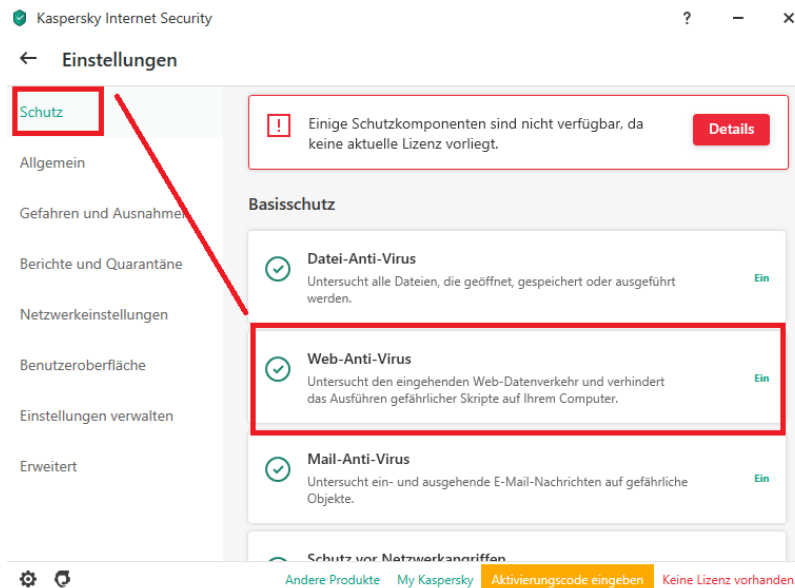 Kaspersky Internet Security
?
Einstellungen
Schutz
Allgemein
Gefahren und Ausnahmen
Berichte und Quarantäne
Netzwerkeinstellungen
Benutzeroberfläche
Einstellungen verwalten
Erweitert
Einige Schutzkomponenten sind nicht verfügbar, da
keine aktuelle Lizenz vorliegt.
Details
Basisschutz
Datei-Anti-Virus
Untersucht alle Dateien, die geöffnet, gespeichert oder ausgeführt
werden.
Ein
Web-Anti-Virus
Untersucht den eingehenden Web-Datenverkehr und verhindert
das Ausführen gefährlicher Skripte auf Ihrem Computer.
Ein
Mail-Anti-Virus
Untersucht ein- und ausgehende E-Mail-Nachrichten auf gefährliche
Objekte.
Ein
Schutz vor Netzwerkangriffen
Andere Produkte My Kaspersky Aktivierungscode eingeben Keine Lizenz vorhanden